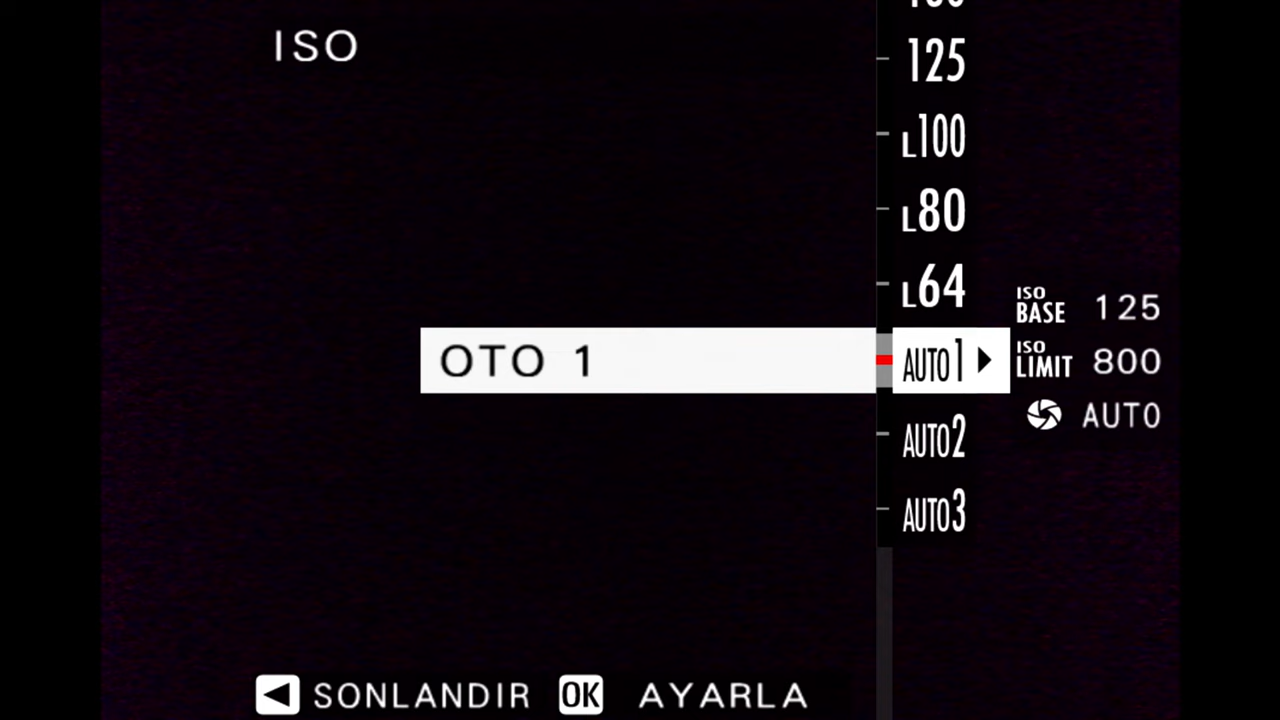 ISO
125
L100
L80
L64
OTO 1
AUTO1
ISO BASE 125
ISO LIMIT 800
AUTO
AUTO2
AUTO3
SONLANDIR OK AYARLA